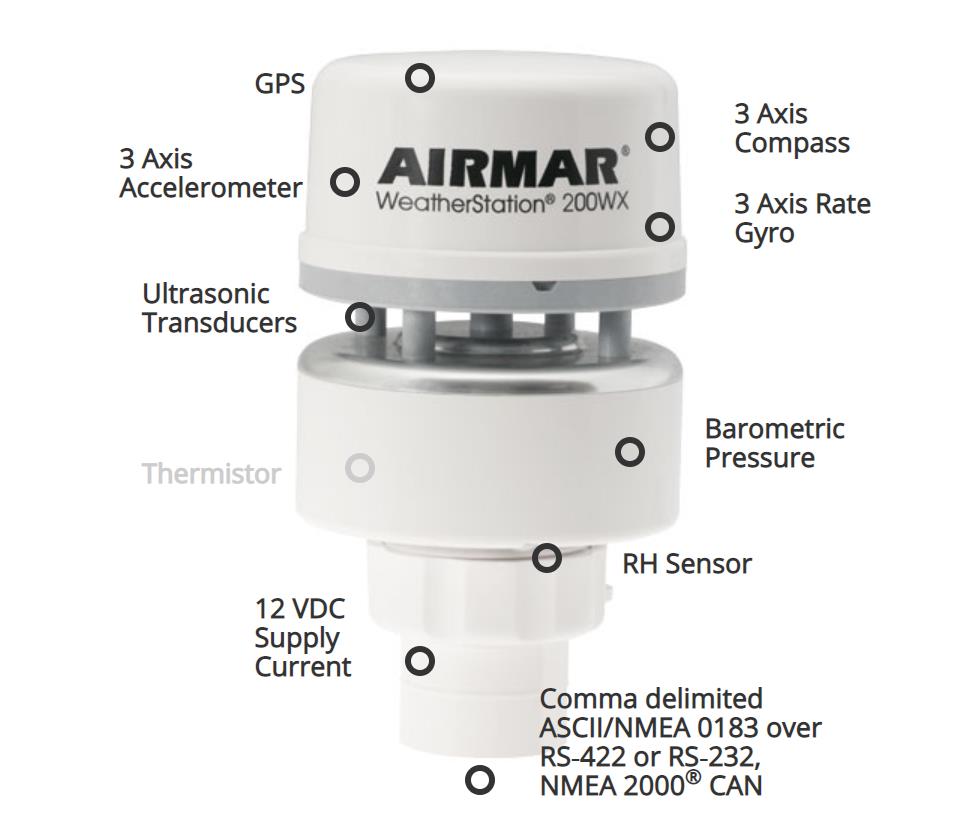 GPS
3 Axis
Compass
3 Axis
Accelerometer
AIRMAR®
WeatherStation® 200WX
3 Axis Rate
Gyro
Ultrasonic
Transducers
Barometric
Pressure
Thermistor
RH Sensor
12 VDC
Supply
Current
Comma delimited
ASCII/NMEA 0183 over
RS-422 or RS-232,
NMEA 2000® CAN